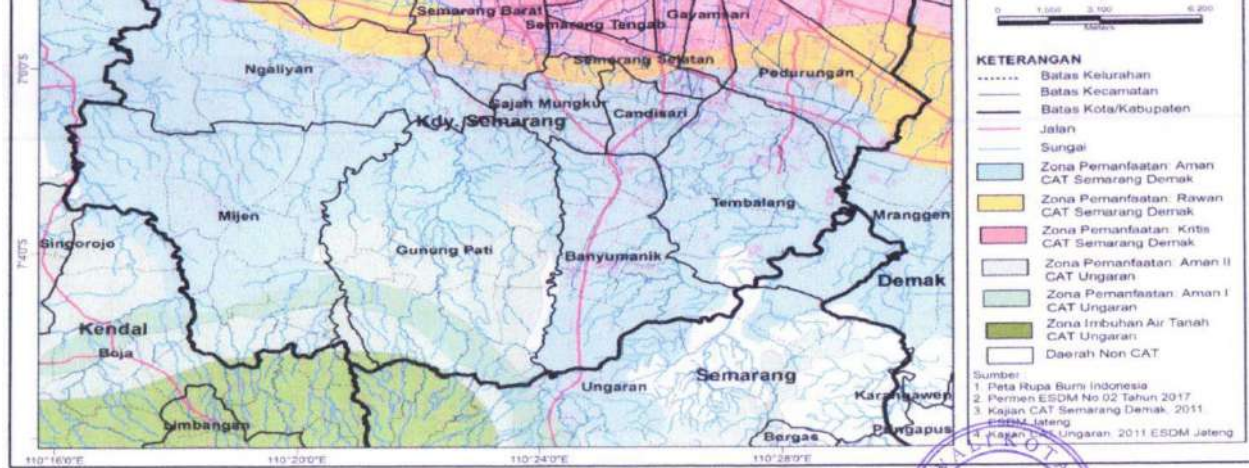 Semarang Barat
Semarang Tengah
Gayamsari
Semarang Selatan
Ngaliyan
Pedurungan
Gajah Mungkur
Candisari
Kdy. Semarang
Mijen
Tembalang
Mranggen
Singorojo
Gunung Pati
Banyumanik
Demak
Kendal
Boja
Ungaran
Semarang
Limbangan
Karangawen
Bergas
Pringapus
7°0'0"S
7°4'0"S
110°16'0"E
110°20'0"E
110°24'0"E
110°28'0"E
0 3.100 6.200
Meters
KETERANGAN
Batas Kelurahan
Batas Kecamatan
Batas Kota/Kabupaten
Jalan
Sungai
Zona Pemanfaatan: Aman
CAT Semarang Demak
Zona Pemanfaatan: Rawan
CAT Semarang Demak
Zona Pemanfaatan: Kritis
CAT Semarang Demak
Zona Pemanfaatan: Aman II
CAT Ungaran
Zona Pemanfaatan: Aman I
CAT Ungaran
Zona Imbuhan Air Tanah
CAT Ungaran
Daerah Non CAT
Sumber
1. Peta Rupa Bumi Indonesia
2. Permen ESDM No.02 Tahun 2017
3. Kajian CAT Semarang Demak, 2011.
ESDM Jateng
4. Kajian CAT Ungaran, 2011 ESDM Jateng
WALI KOT